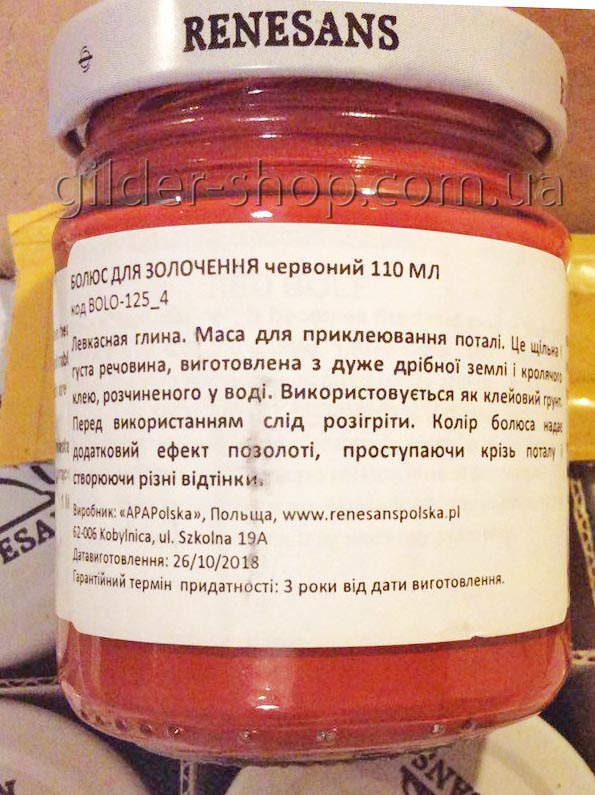 RENESANS
gilder-shop.com.ua
БОЛЮС ДЛЯ ЗОЛОЧЕННЯ червоний 110 МЛ
код BOLO-125_4
Левкасная глина. Маса для приклеювання поталі. Це щільна і
густа речовина, виготовлена з дуже дрібної землі і кролячого
клею, розчиненого у воді. Використовується як клейовий грунт.
Перед використанням слід розігріти. Колір болюса надає
додатковий ефект позолоті, проступаючи крізь поталу і
створюючи різні відтінки.
Виробник: «APAPolska», Польща, www.renesanspolska.pl
62-006 Kobylnica, ul. Szkolna 19A
Датавиготовлення: 26/10/2018
Гарантійний термін придатності: 3 роки від дати виготовлення.